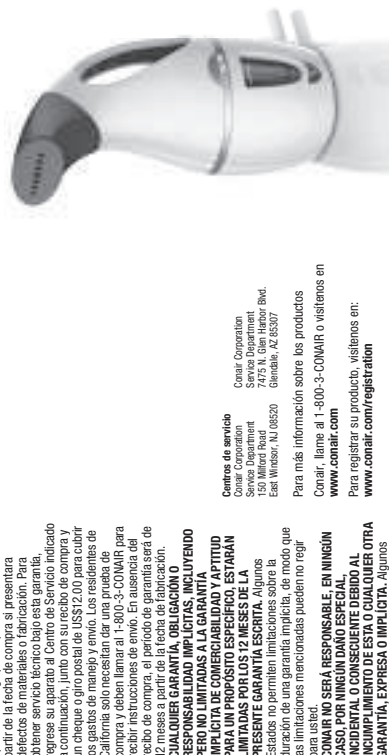 partir de la fecha de compra si presentara
defectos de materiales o fabricación. Para
obtener servicio técnico bajo esta garantía,
regrese su aparato al Centro de Servicio indicado
a continuación, junto con su recibo de compra y
un cheque o giro postal de US$12.00 para cubrir
los gastos de manejo y envío. Los residentes de
California solo necesitan dar una prueba de
compra y deben llamar al 1-800-3-CONAIR para
recibir instrucciones de envío. En ausencia del
recibo de compra, el período de garantía será de
12 meses a partir de la fecha de fabricación.
CUALQUIER GARANTÍA, OBLIGACIÓN O
RESPONSABILIDAD IMPLÍCITAS, INCLUYENDO
PERO NO LIMITADAS A LA GARANTÍA
IMPLÍCITA DE COMERCIABILIDAD Y APTITUD
PARA UN PROPÓSITO ESPECÍFICO, ESTARÁN
LIMITADAS POR LOS 12 MESES DE LA
PRESENTE GARANTÍA ESCRITA. Algunos
Estados no permiten limitaciones sobre la
duración de una garantía implícita, de modo que
las limitaciones mencionadas pueden no regir
para usted.
CONAIR NO SERÁ RESPONSABLE, EN NINGÚN
CASO, POR NINGÚN DAÑO ESPECIAL,
INCIDENTAL O CONSECUENTE DEBIDO AL
INCUMPLIMIENTO DE ESTA O CUALQUIER OTRA
GARANTÍA, EXPRESA O IMPLÍCITA. Algunos
Centros de servicio
Conair Corporation
Service Department
150 Milford Road
East Windsor, NJ 08520
Conair Corporation
Service Department
7475 N. Glen Harbor Blvd.
Glendale, AZ 85307
Para más información sobre los productos
Conair, llame al 1-800-3-CONAIR o visítenos en
www.conair.com
Para registrar su producto, visítenos en:
www.conair.com/registration